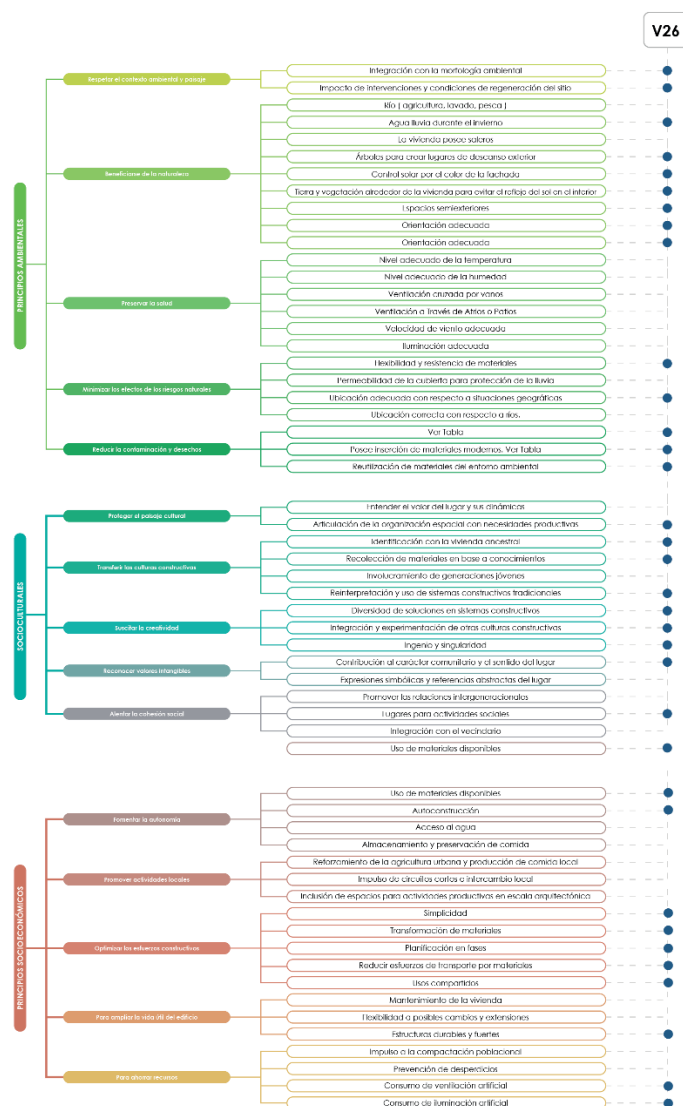 V26
PRINCIPIOS AMBIENTALES
Respetar el contexto ambiental y paisaje
Integración con la morfología ambiental
Impacto de intervenciones y condiciones de regeneración del sitio
Beneficiarse de la naturaleza
Río ( agricultura, lavado, pesca )
Agua lluvia durante el invierno
La vivienda posee saleros
Árboles para crear lugares de descanso exterior
Control solar por el color de la fachada
Tierra y vegetación alrededor de la vivienda para evitar el reflejo del sol en el interior
Espacios semiexteriores
Orientación adecuada
Orientación adecuada
Preservar la salud
Nivel adecuado de la temperatura
Nivel adecuado de la humedad
Ventilación cruzada por vanos
Ventilación a Través de Atrios o Patios
Velocidad de viento adecuada
Iluminación adecuada
Minimizar los efectos de los riesgos naturales
Flexibilidad y resistencia de materiales
Permeabilidad de la cubierta para protección de la lluvia
Ubicación adecuada con respecto a situaciones geográficas
Ubicación correcta con respecto a ríos.
Reducir la contaminación y desechos
Ver Tabla
Posee inserción de materiales modernos. Ver Tabla
Reutilización de materiales del entorno ambiental
SOCIOCULTURALES
Proteger el paisaje cultural
Entender el valor del lugar y sus dinámicas
Articulación de la organización espacial con necesidades productivas
Transferir las culturas constructivas
Identificación con la vivienda ancestral
Recolección de materiales en base a conocimientos
Involucramiento de generaciones jóvenes
Reinterpretación y uso de sistemas constructivos tradicionales
Suscitar la creatividad
Diversidad de soluciones en sistemas constructivos
Integración y experimentación de otras culturas constructivas
Ingenio y singularidad
Reconocer valores intangibles
Contribución al carácter comunitario y el sentido del lugar
Expresiones simbólicas y referencias abstractas del lugar
Alentar la cohesión social
Promover las relaciones intergeneracionales
Lugares para actividades sociales
Integración con el vecindario
Uso de materiales disponibles
PRINCIPIOS SOCIOECONÓMICOS
Fomentar la autonomía
Uso de materiales disponibles
Autoconstrucción
Acceso al agua
Almacenamiento y preservación de comida
Promover actividades locales
Reforzamiento de la agricultura urbana y producción de comida local
Impulso de circuitos cortos e intercambio local
Inclusión de espacios para actividades productivas en escala arquitectónica
Optimizar los esfuerzos constructivos
Simplicidad
Transformación de materiales
Planificación en fases
Reducir esfuerzos de transporte por materiales
Usos compartidos
Para ampliar la vida útil del edificio
Mantenimiento de la vivienda
Flexibilidad a posibles cambios y extensiones
Estructuras durables y fuertes
Para ahorrar recursos
Impulso a la compactación poblacional
Prevención de desperdicios
Consumo de ventilación artificial
Consumo de iluminación artificial